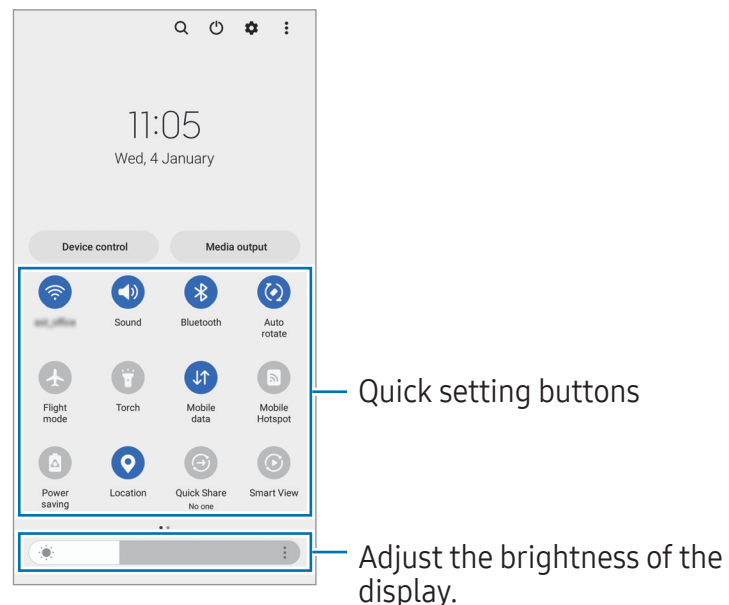 11:05
Wed, 4 January
Device control
Media output
Sound
Bluetooth
Auto
rotate
Flight
mode
Torch
Mobile
data
Mobile
Hotspot
Power
saving
Location
Quick Share
No one
Smart View
Quick setting buttons
Adjust the brightness of the
display.